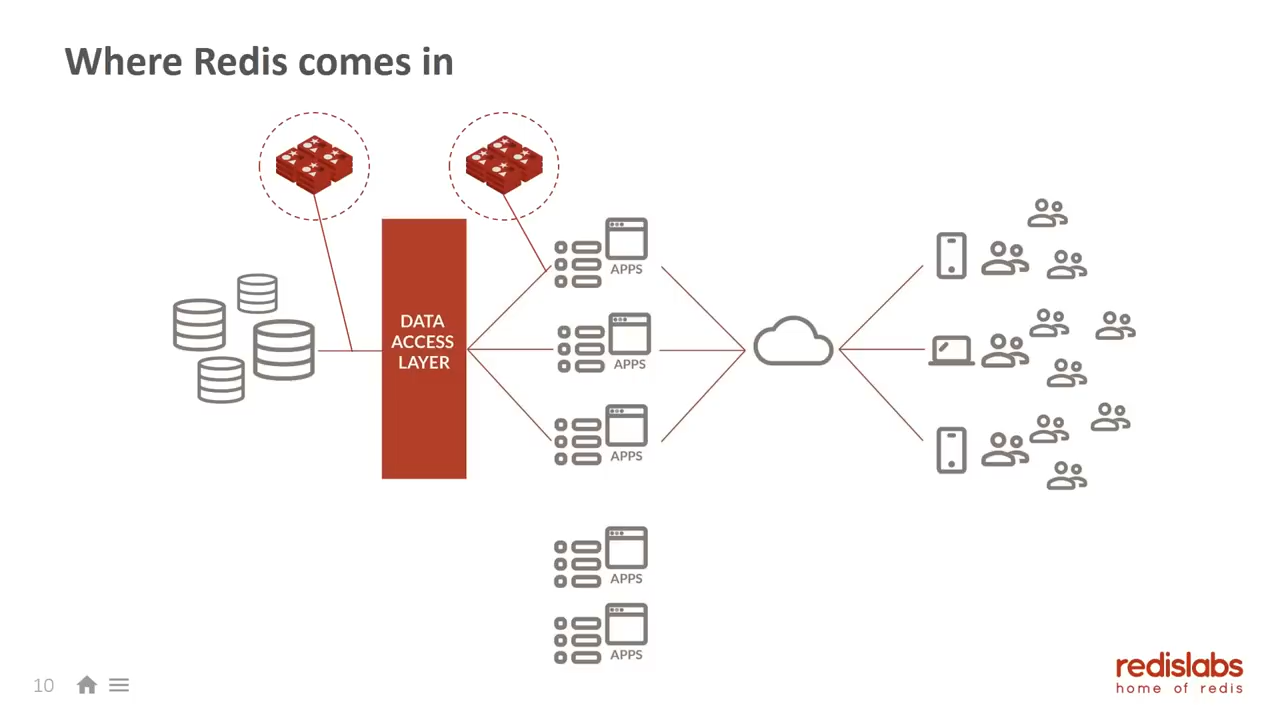 Where Redis comes in
DATA
ACCESS
LAYER
APPS
APPS
APPS
APPS
APPS
10
redislabs
home of redis